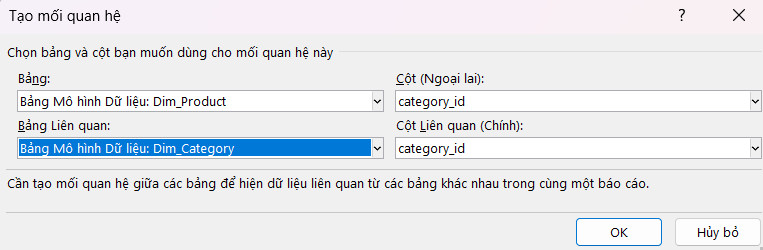 Tạo mối quan hệ ?
Chọn bảng và cột bạn muốn dùng cho mối quan hệ này
Bảng: Cột (Ngoại lai):
Bảng Mô hình Dữ liệu: Dim_Product category_id
Bảng Liên quan: Cột Liên quan (Chính):
Bảng Mô hình Dữ liệu: Dim_Category category_id
Cần tạo mối quan hệ giữa các bảng để hiện dữ liệu liên quan từ các bảng khác nhau trong cùng một báo cáo.
OK Hủy bỏ